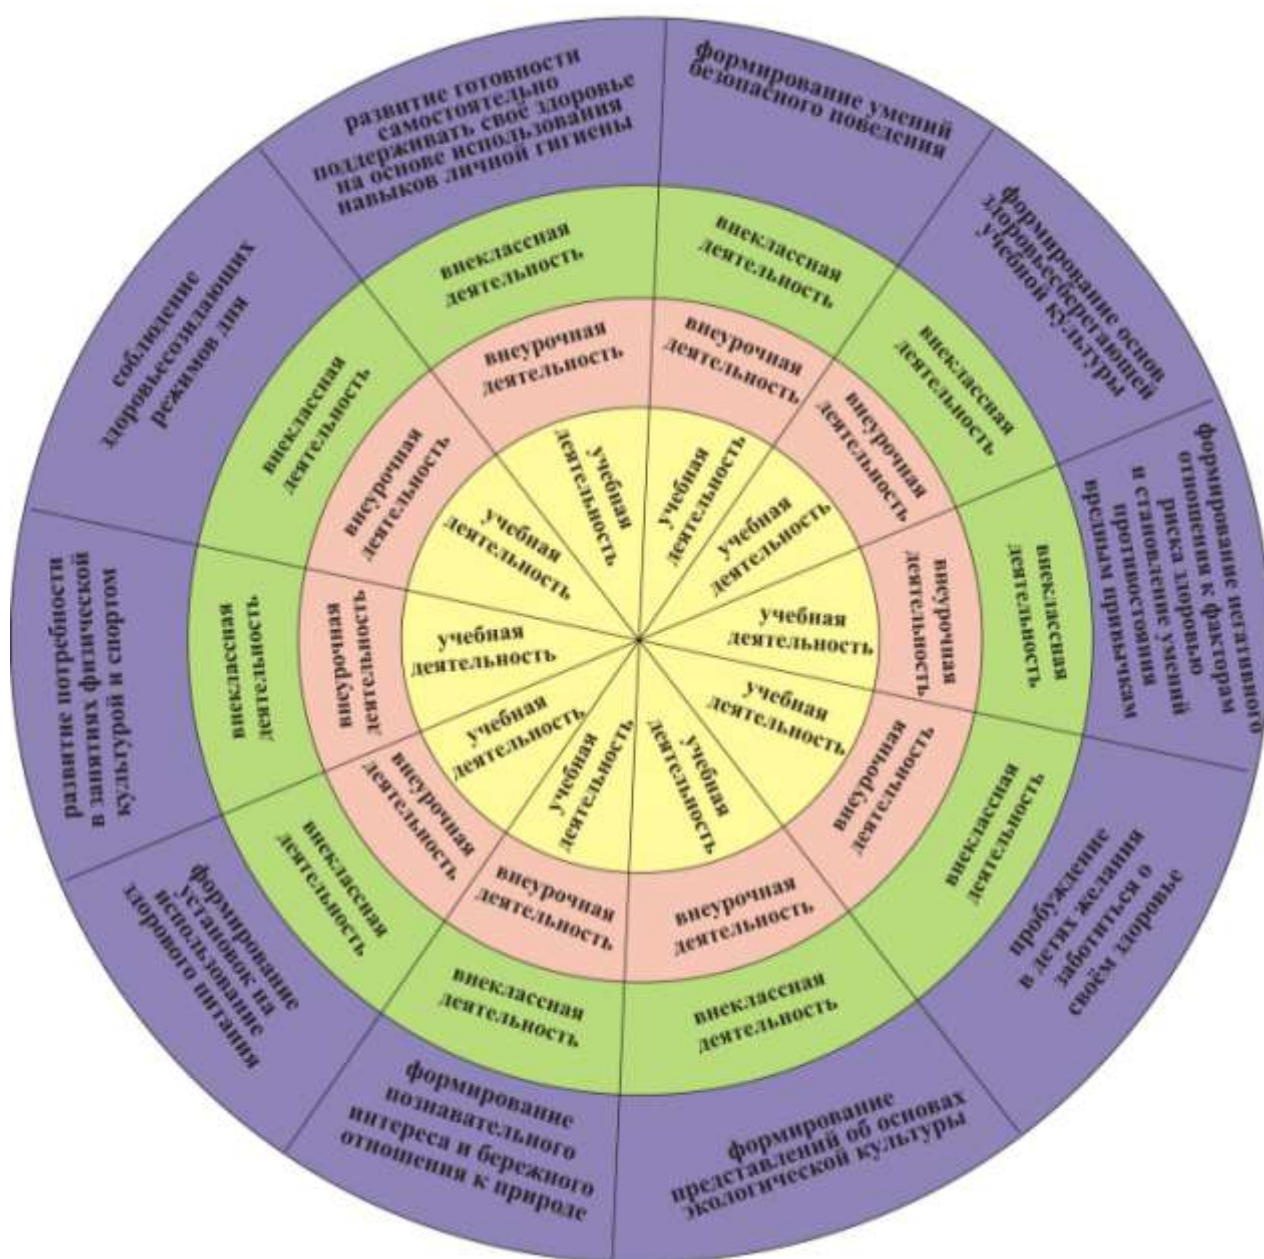 развитие готовности
самостоятельно
поддерживать своё здоровье
на основе использования
навыков личной гигиены
формирование умений
безопасного поведения
формирование основ
здоровьесберегающей
учебной культуры
формирование негативного
отношения к факторам
риска здоровью
и становление умений
противостояния
вредным привычкам
пробуждение
в детях желания
заботиться о
своём здоровье
формирование
представлений об основах
экологической культуры
формирование
познавательного
интереса и бережного
отношения к природе
формирование
установок на
использование
здорового питания
развитие потребности
в занятиях физической
культурой и спортом
соблюдение
здоровьесозидающих
режимов дня
внеклассная
деятельность
внеклассная
деятельность
внеклассная
деятельность
внеклассная
деятельность
внеклассная
деятельность
внеклассная
деятельность
внеклассная
деятельность
внеклассная
деятельность
внеклассная
деятельность
внеклассная
деятельность
внеурочная
деятельность
внеурочная
деятельность
внеурочная
деятельность
внеурочная
деятельность
внеурочная
деятельность
внеурочная
деятельность
внеурочная
деятельность
внеурочная
деятельность
внеурочная
деятельность
внеурочная
деятельность
учебная
деятельность
учебная
деятельность
учебная
деятельность
учебная
деятельность
учебная
деятельность
учебная
деятельность
учебная
деятельность
учебная
деятельность
учебная
деятельность
учебная
деятельность